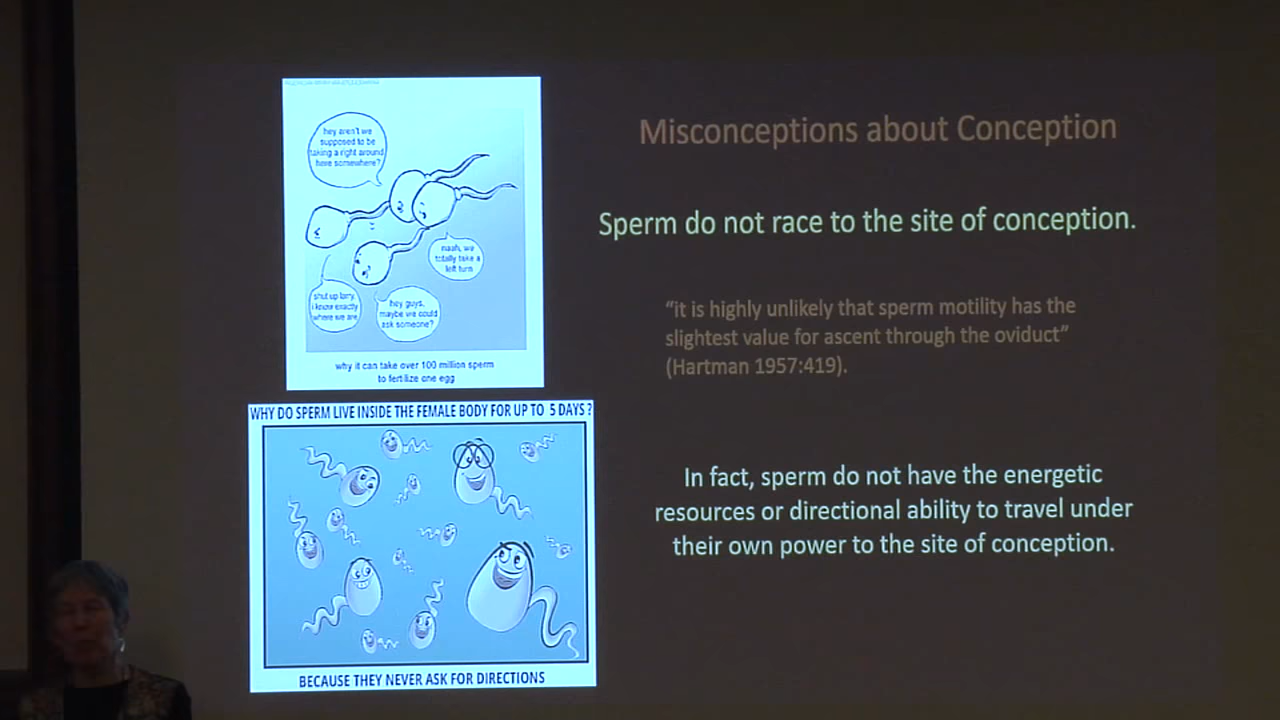 hey aren't we
supposed to be
taking a right around
here somewhere?
naah, we
totally take a
left turn
shut up larry,
i know exactly
where we are
hey guys,
maybe we could
ask someone?
why it can take over 100 million sperm
to fertilize one egg
WHY DO SPERM LIVE INSIDE THE FEMALE BODY FOR UP TO 5 DAYS?
BECAUSE THEY NEVER ASK FOR DIRECTIONS
Misconceptions about Conception
Sperm do not race to the site of conception.
“it is highly unlikely that sperm motility has the
slightest value for ascent through the oviduct”
(Hartman 1957:419).
In fact, sperm do not have the energetic
resources or directional ability to travel under
their own power to the site of conception.